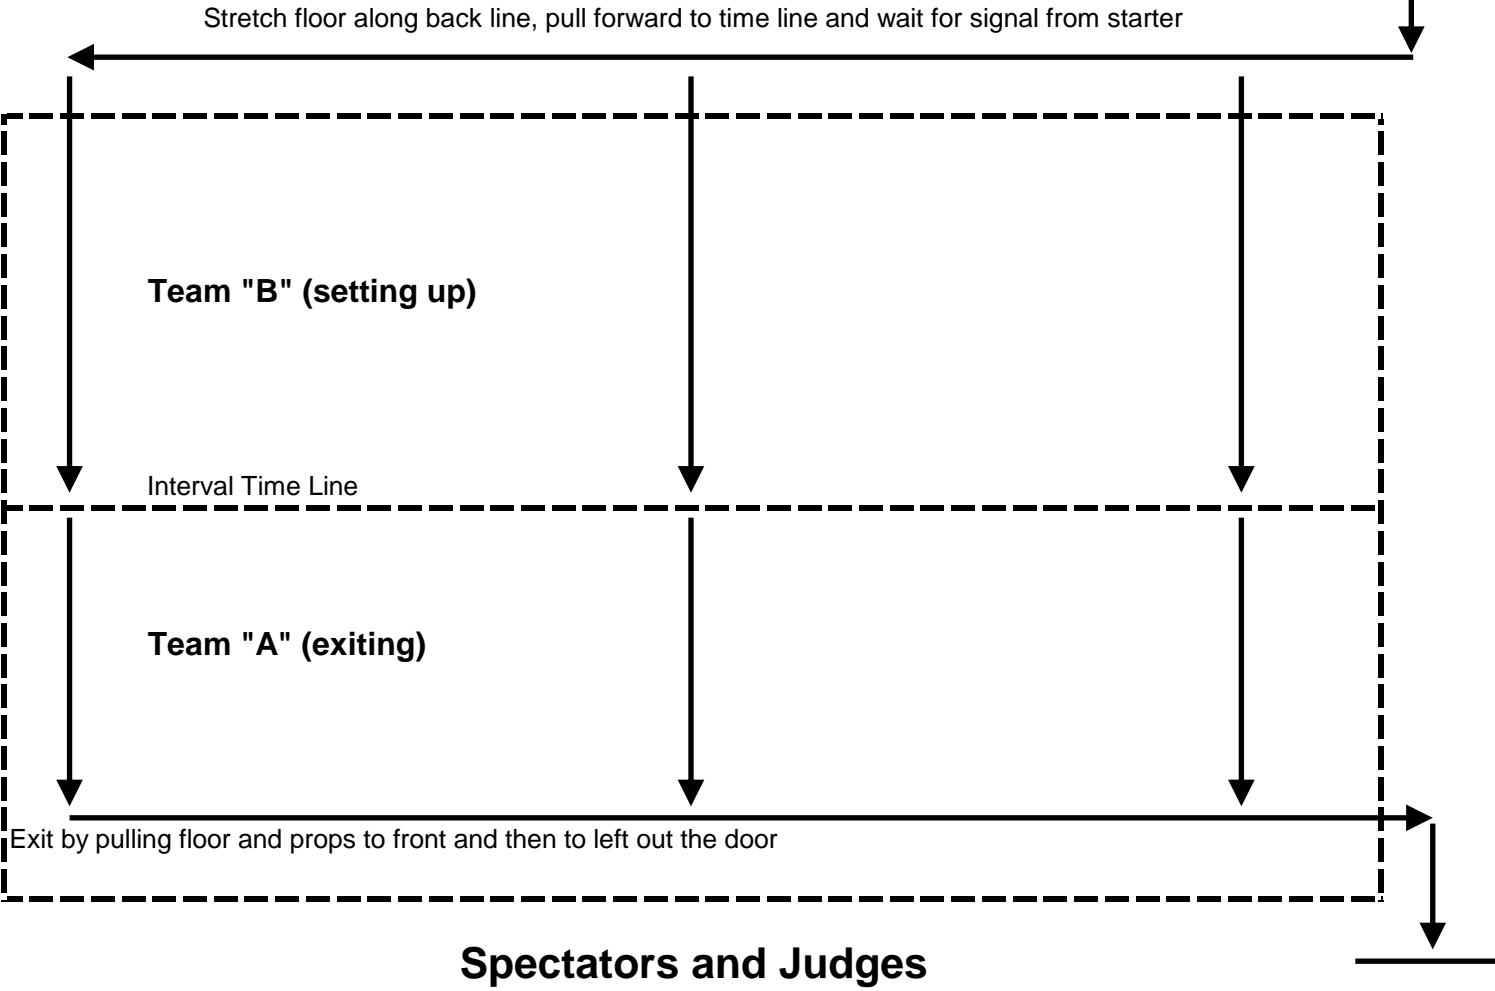 Stretch floor along back line, pull forward to time line and wait for signal from starter
Team "B" (setting up)
Interval Time Line
Team "A" (exiting)
Exit by pulling floor and props to front and then to left out the door
Spectators and Judges